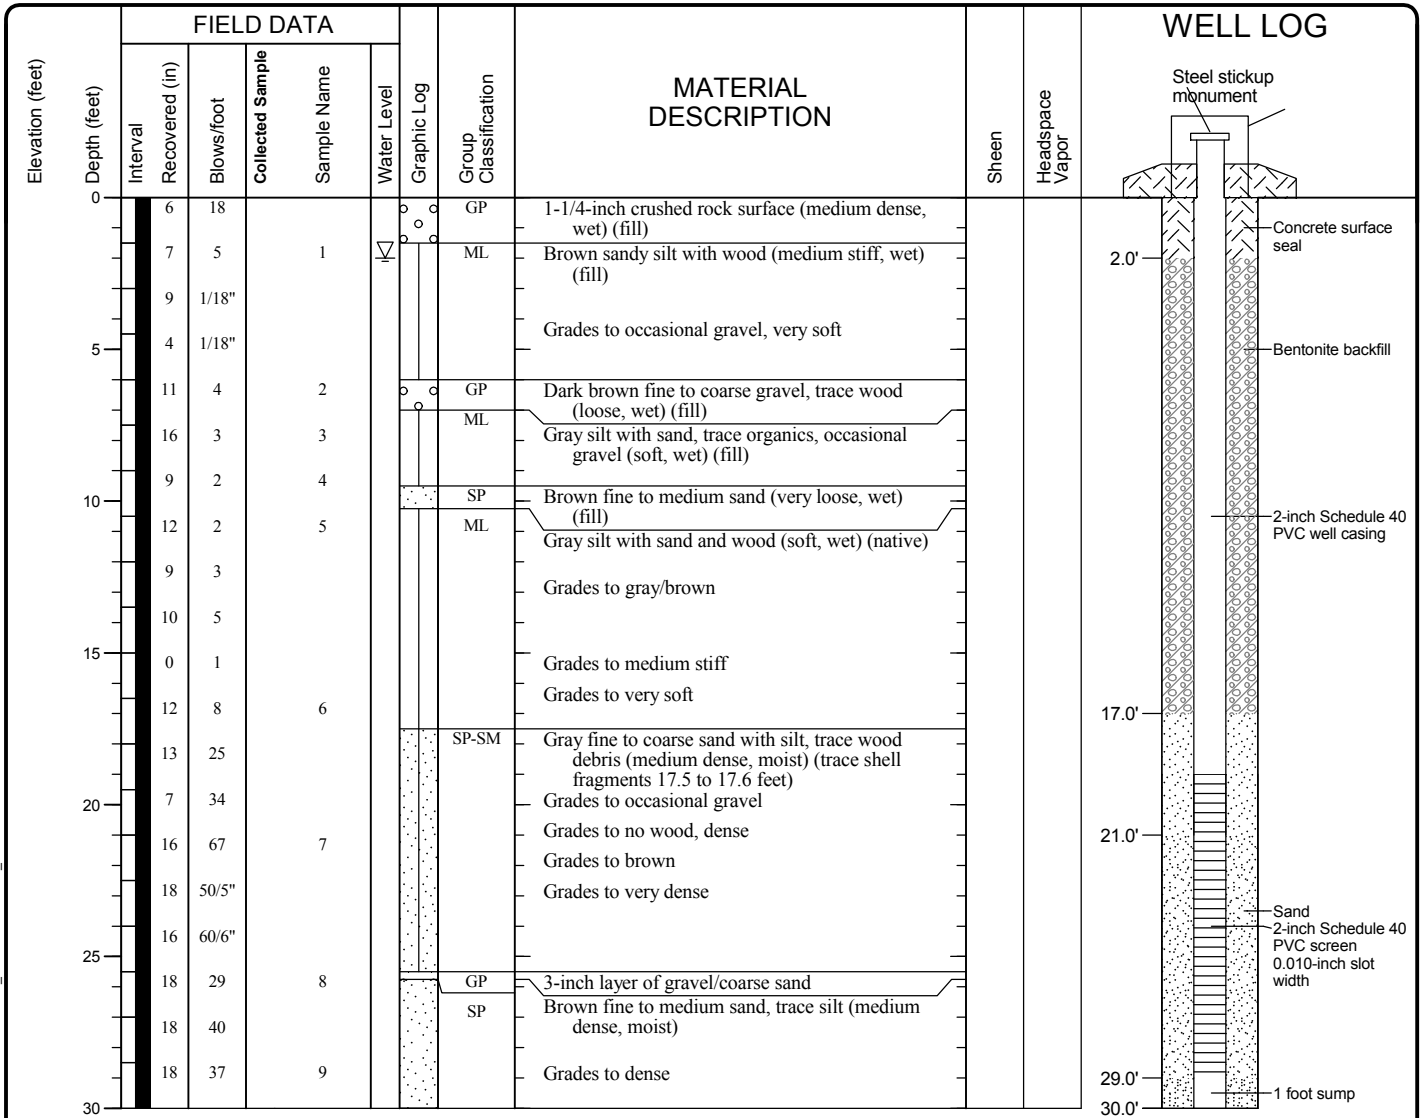 FIELD DATA
WELL LOG
Elevation (feet)
Depth (feet)
Interval
Recovered (in)
Blows/foot
Collected Sample
Sample Name
Water Level
Graphic Log
Group
Classification
MATERIAL
DESCRIPTION
Sheen
Headspace
Vapor
Steel stickup
monument
0
6 18 GP 1-1/4-inch crushed rock surface (medium dense,
wet) (fill)
Concrete surface
seal
7 5 1 ML Brown sandy silt with wood (medium stiff, wet)
(fill)
2.0'
9 1/18"
Grades to occasional gravel, very soft
4 1/18"
5
Bentonite backfill
11 4 2 GP Dark brown fine to coarse gravel, trace wood
(loose, wet) (fill)
ML
16 3 3 Gray silt with sand, trace organics, occasional
gravel (soft, wet) (fill)
9 2 4
10
SP Brown fine to medium sand (very loose, wet)
(fill)
2-inch Schedule 40
PVC well casing
12 2 5 ML
Gray silt with sand and wood (soft, wet) (native)
9 3
Grades to gray/brown
10 5
15
0 1 Grades to medium stiff
Grades to very soft
12 8 6
17.0'
SP-SM Gray fine to coarse sand with silt, trace wood
debris (medium dense, moist) (trace shell
fragments 17.5 to 17.6 feet)
13 25
7 34 Grades to occasional gravel
20
Grades to no wood, dense
21.0'
16 67 7
Grades to brown
18 50/5" Grades to very dense
Sand
2-inch Schedule 40
PVC screen
0.010-inch slot
width
16 60/6"
25
18 29 8 GP 3-inch layer of gravel/coarse sand
SP Brown fine to medium sand, trace silt (medium
dense, moist)
18 40
18 37 9 Grades to dense
29.0'
1 foot sump
30
30.0'